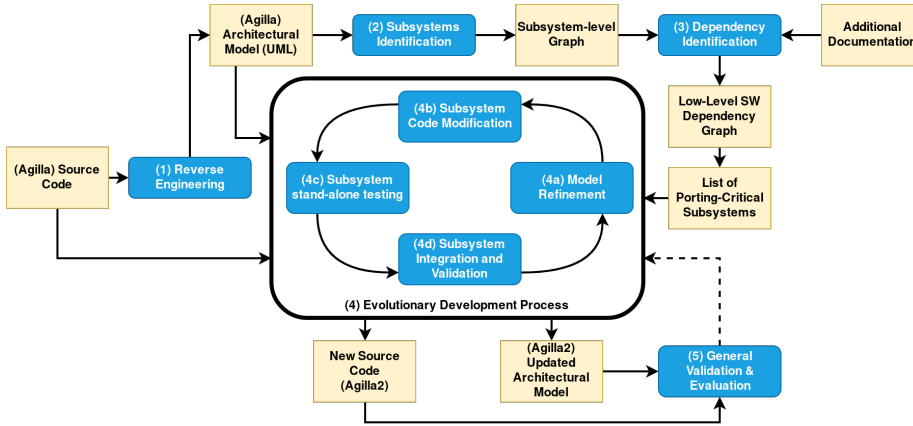 (Agilla)
Architectural
Model (UML)
(2) Subsystems
Identification
Subsystem-level
Graph
(3) Dependency
Identification
Additional
Documentation
(4b) Subsystem
Code Modification
Low-Level SW
Dependency
Graph
(Agilla) Source
Code
(1) Reverse
Engineering
(4c) Subsystem
stand-alone testing
(4a) Model
Refinement
List of
Porting-Critical
Subsystems
(4d) Subsystem
Integration and
Validation
(4) Evolutionary Development Process
New Source
Code
(Agilla2)
(Agilla2)
Updated
Architectural
Model
(5) General
Validation &
Evaluation